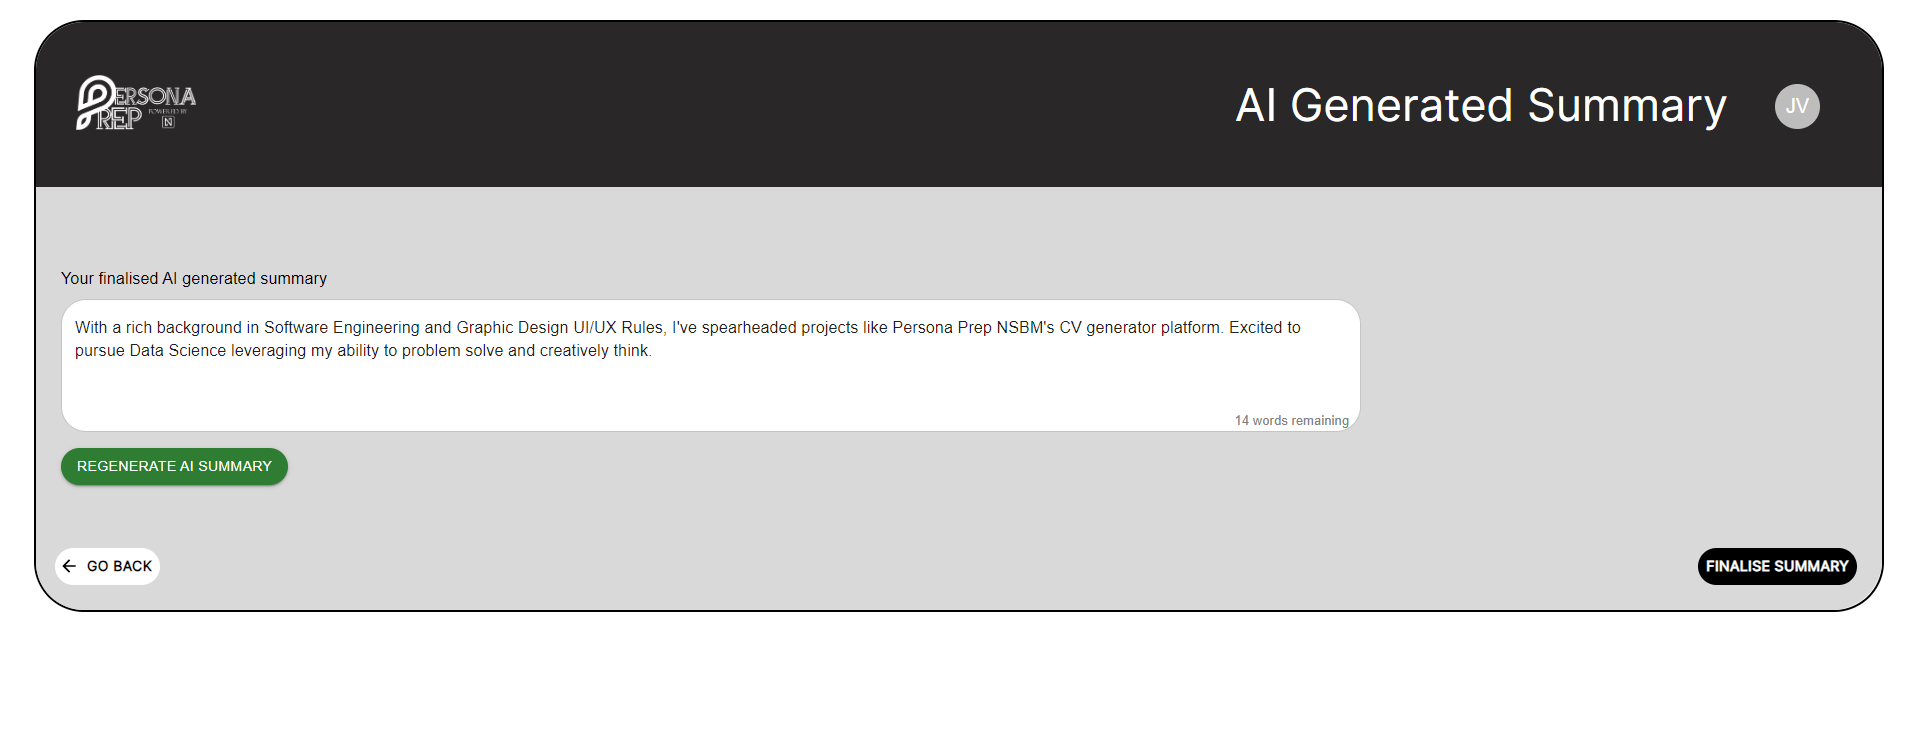 PERSONA
PREP POWERED BY
N
AI Generated Summary
JV
Your finalised AI generated summary
With a rich background in Software Engineering and Graphic Design UI/UX Rules, I've spearheaded projects like Persona Prep NSBM's CV generator platform. Excited to
pursue Data Science leveraging my ability to problem solve and creatively think.
14 words remaining
REGENERATE AI SUMMARY
GO BACK
FINALISE SUMMARY